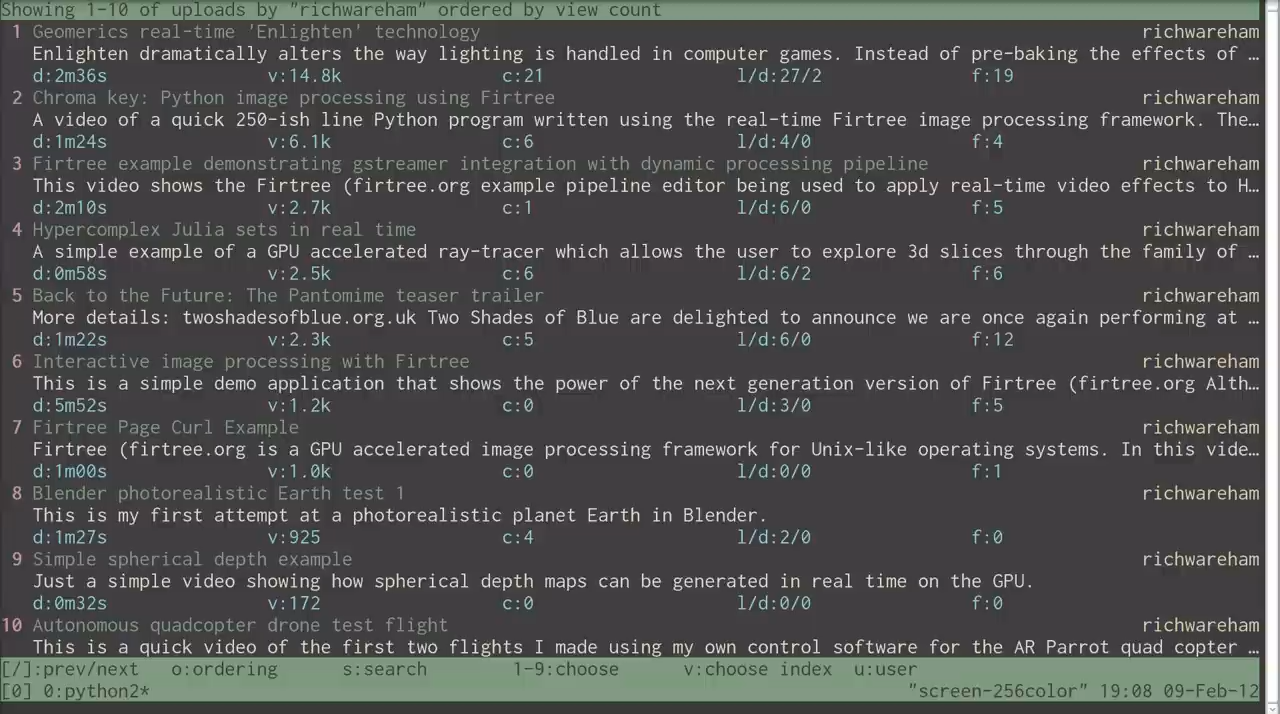 Showing 1-10 of uploads by "richwareham" ordered by view count
1 Geomerics real-time 'Enlighten' technology richwareham
Enlighten dramatically alters the way lighting is handled in computer games. Instead of pre-baking the effects of …
d:2m36s v:14.8k c:21 l/d:27/2 f:19
2 Chroma key: Python image processing using Firtree richwareham
A video of a quick 250-ish line Python program written using the real-time Firtree image processing framework. The…
d:1m24s v:6.1k c:6 l/d:4/0 f:4
3 Firtree example demonstrating gstreamer integration with dynamic processing pipeline richwareham
This video shows the Firtree (firtree.org example pipeline editor being used to apply real-time video effects to H…
d:2m10s v:2.7k c:1 l/d:6/0 f:5
4 Hypercomplex Julia sets in real time richwareham
A simple example of a GPU accelerated ray-tracer which allows the user to explore 3d slices through the family of …
d:0m58s v:2.5k c:6 l/d:6/2 f:6
5 Back to the Future: The Pantomime teaser trailer richwareham
More details: twoshadesofblue.org.uk Two Shades of Blue are delighted to announce we are once again performing at …
d:1m22s v:2.3k c:5 l/d:6/0 f:12
6 Interactive image processing with Firtree richwareham
This is a simple demo application that shows the power of the next generation version of Firtree (firtree.org Alth…
d:5m52s v:1.2k c:0 l/d:3/0 f:5
7 Firtree Page Curl Example richwareham
Firtree (firtree.org is a GPU accelerated image processing framework for Unix-like operating systems. In this vide…
d:1m00s v:1.0k c:0 l/d:0/0 f:1
8 Blender photorealistic Earth test 1 richwareham
This is my first attempt at a photorealistic planet Earth in Blender.
d:1m27s v:925 c:4 l/d:2/0 f:0
9 Simple spherical depth example richwareham
Just a simple video showing how spherical depth maps can be generated in real time on the GPU.
d:0m32s v:172 c:0 l/d:0/0 f:0
10 Autonomous quadcopter drone test flight richwareham
This is a quick video of the first two flights I made using my own control software for the AR Parrot quad copter …
[/]:prev/next o:ordering s:search 1-9:choose v:choose index u:user
[0] 0:python2* "screen-256color" 19:08 09-Feb-12